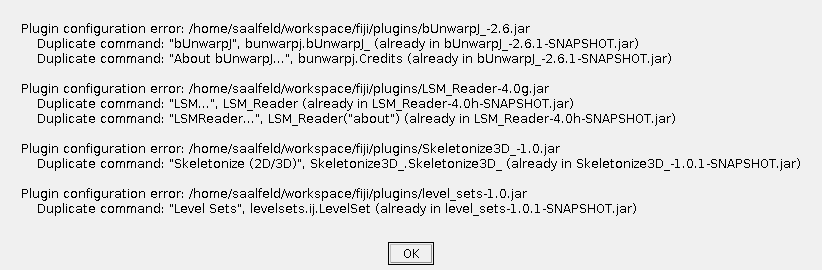 Plugin configuration error: /home/saalfeld/workspace/fiji/plugins/bUnwarpJ_-2.6.jar
Duplicate command: "bUnwarpJ", bunwarpj.bUnwarpJ_ (already in bUnwarpJ_-2.6.1-SNAPSHOT.jar)
Duplicate command: "About bUnwarpJ...", bunwarpj.Credits (already in bUnwarpJ_-2.6.1-SNAPSHOT.jar)
Plugin configuration error: /home/saalfeld/workspace/fiji/plugins/LSM_Reader-4.0g.jar
Duplicate command: "LSM...", LSM_Reader (already in LSM_Reader-4.0h-SNAPSHOT.jar)
Duplicate command: "LSMReader...", LSM_Reader("about") (already in LSM_Reader-4.0h-SNAPSHOT.jar)
Plugin configuration error: /home/saalfeld/workspace/fiji/plugins/Skeletonize3D_-1.0.jar
Duplicate command: "Skeletonize (2D/3D)", Skeletonize3D_.Skeletonize3D_ (already in Skeletonize3D_-1.0.1-SNAPSHOT.jar)
Plugin configuration error: /home/saalfeld/workspace/fiji/plugins/level_sets-1.0.jar
Duplicate command: "Level Sets", levelsets.ij.LevelSet (already in level_sets-1.0.1-SNAPSHOT.jar)
OK